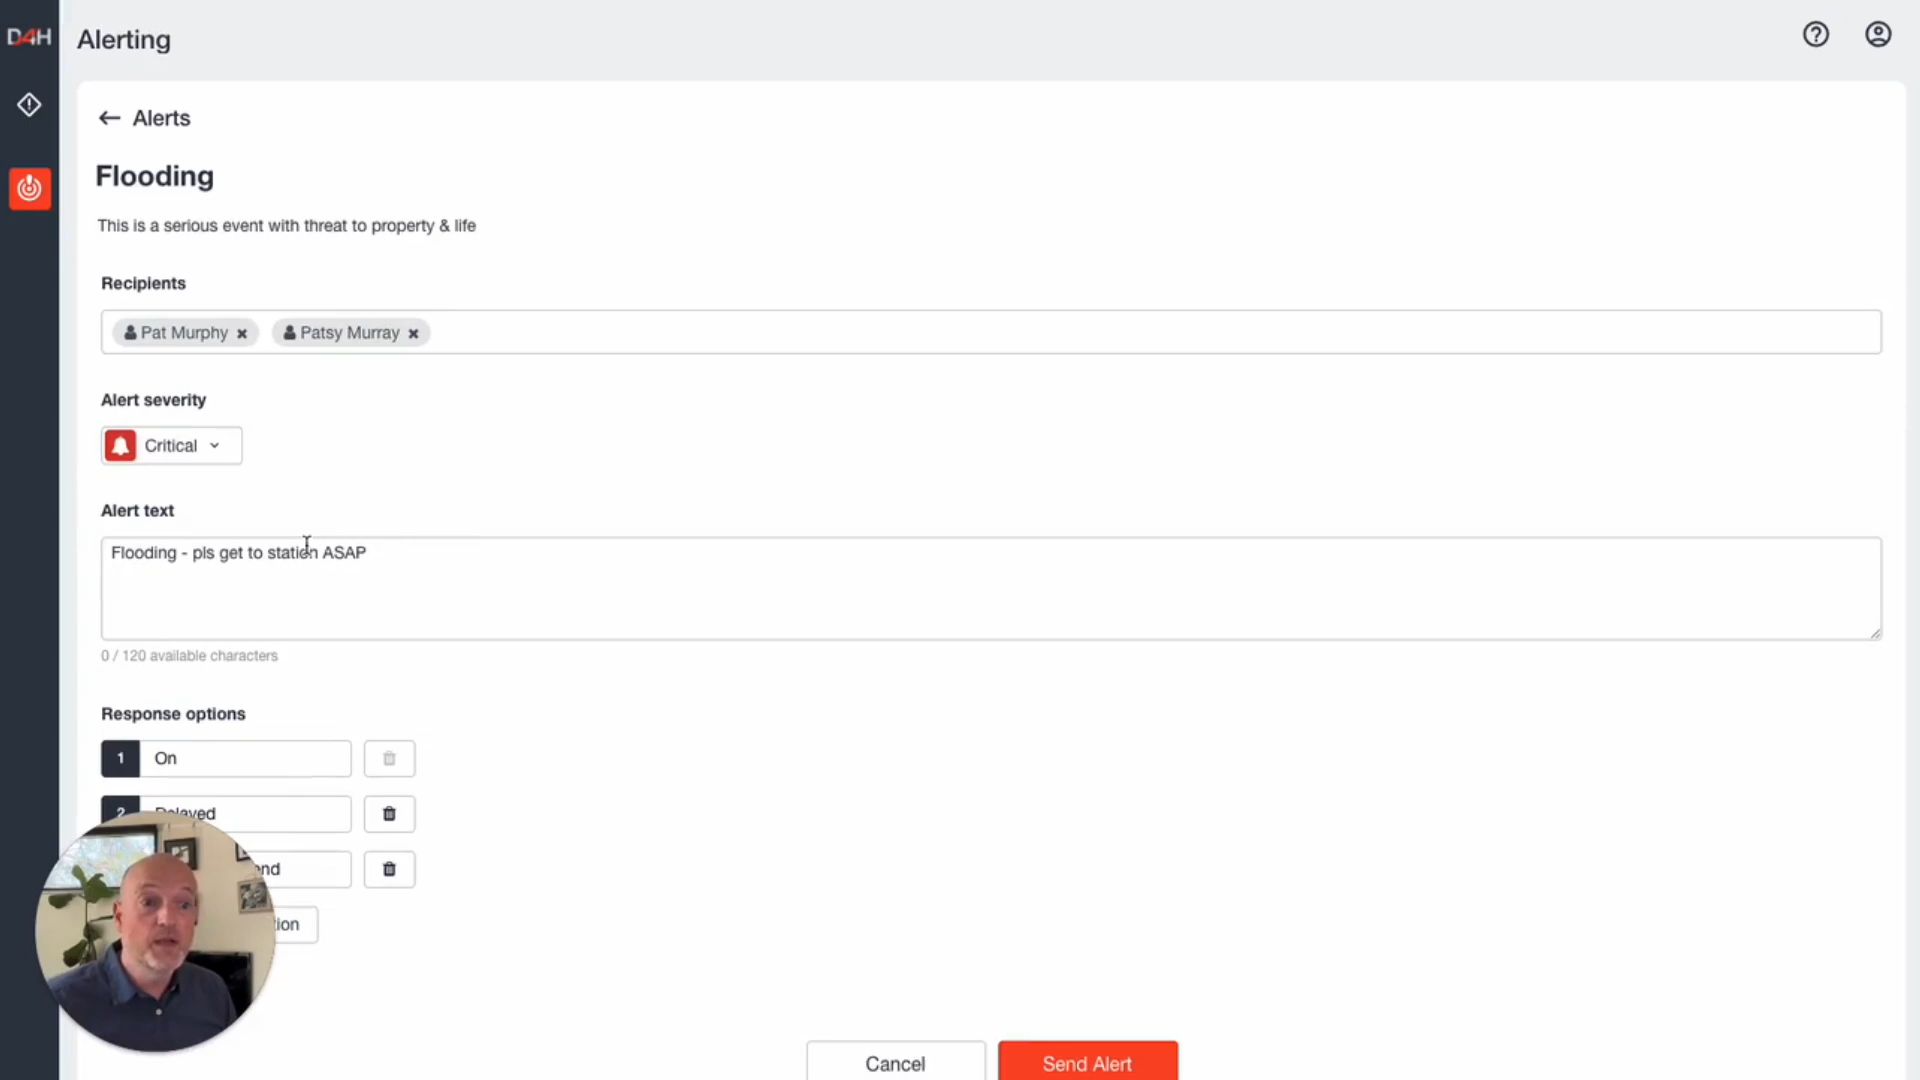 D4H
Alerting
Alerts
Flooding
This is a serious event with threat to property & life
Recipients
Pat Murphy
Patsy Murray
Alert severity
Critical
Alert text
Flooding - pls get to station ASAP
0 / 120 available characters
Response options
1 On
2 Delayed
Cancel Send Alert